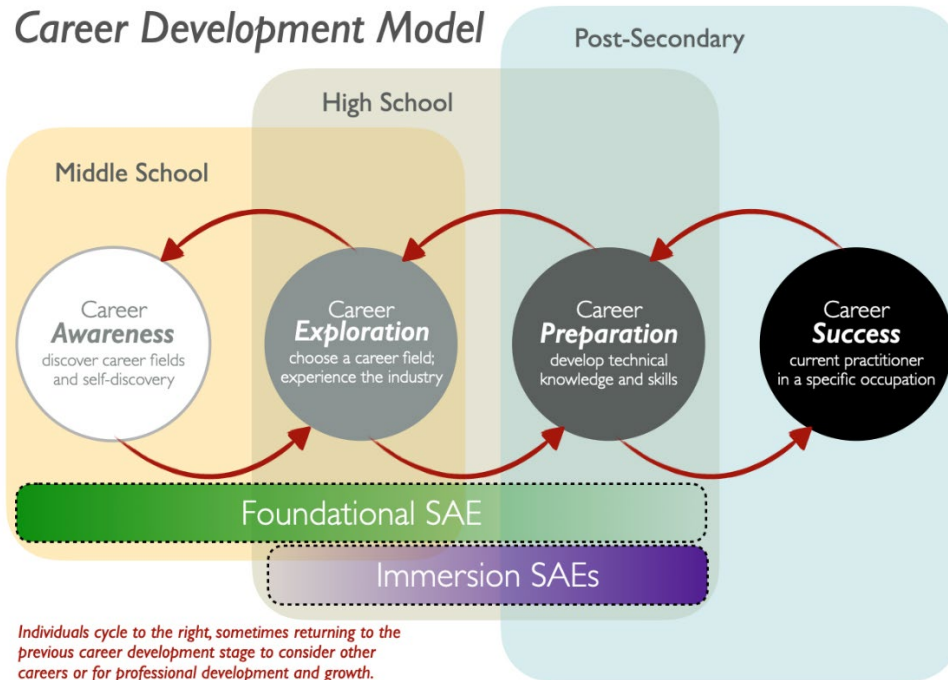 Career Development Model
Post-Secondary
High School
Middle School
Career
Awareness
discover career fields
and self-discovery
Career
Exploration
choose a career field;
experience the industry
Career
Preparation
develop technical
knowledge and skills
Career
Success
current practitioner
in a specific occupation
Foundational SAE
Immersion SAEs
Individuals cycle to the right, sometimes returning to the
previous career development stage to consider other
careers or for professional development and growth.